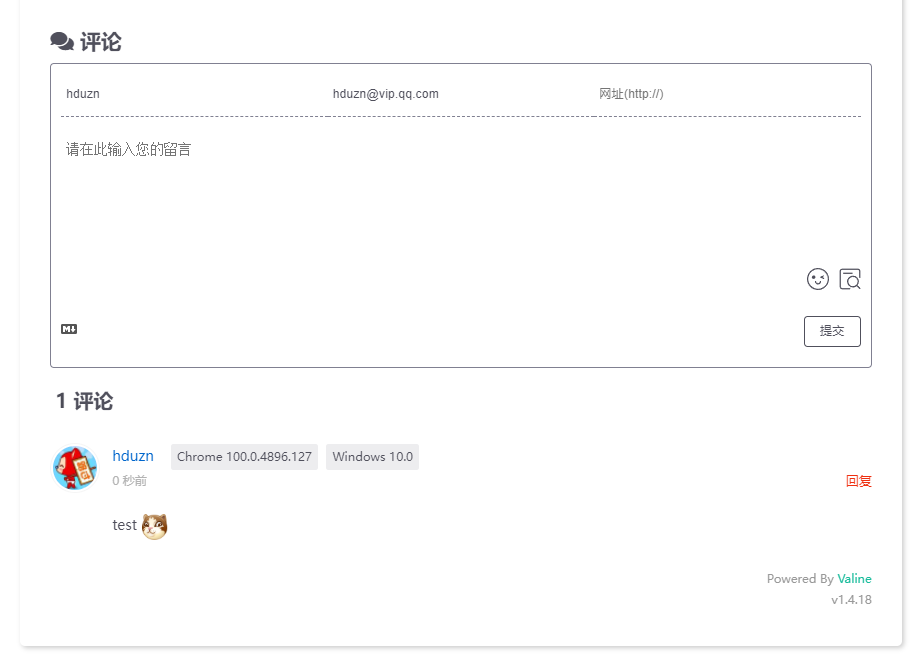 评论
hduzn hduzn@vip.qq.com 网址(http://)
请在此输入您的留言
M
提交
1 评论
hduzn Chrome 100.0.4896.127 Windows 10.0
0 秒前 回复
test
Powered By Valine
v1.4.18